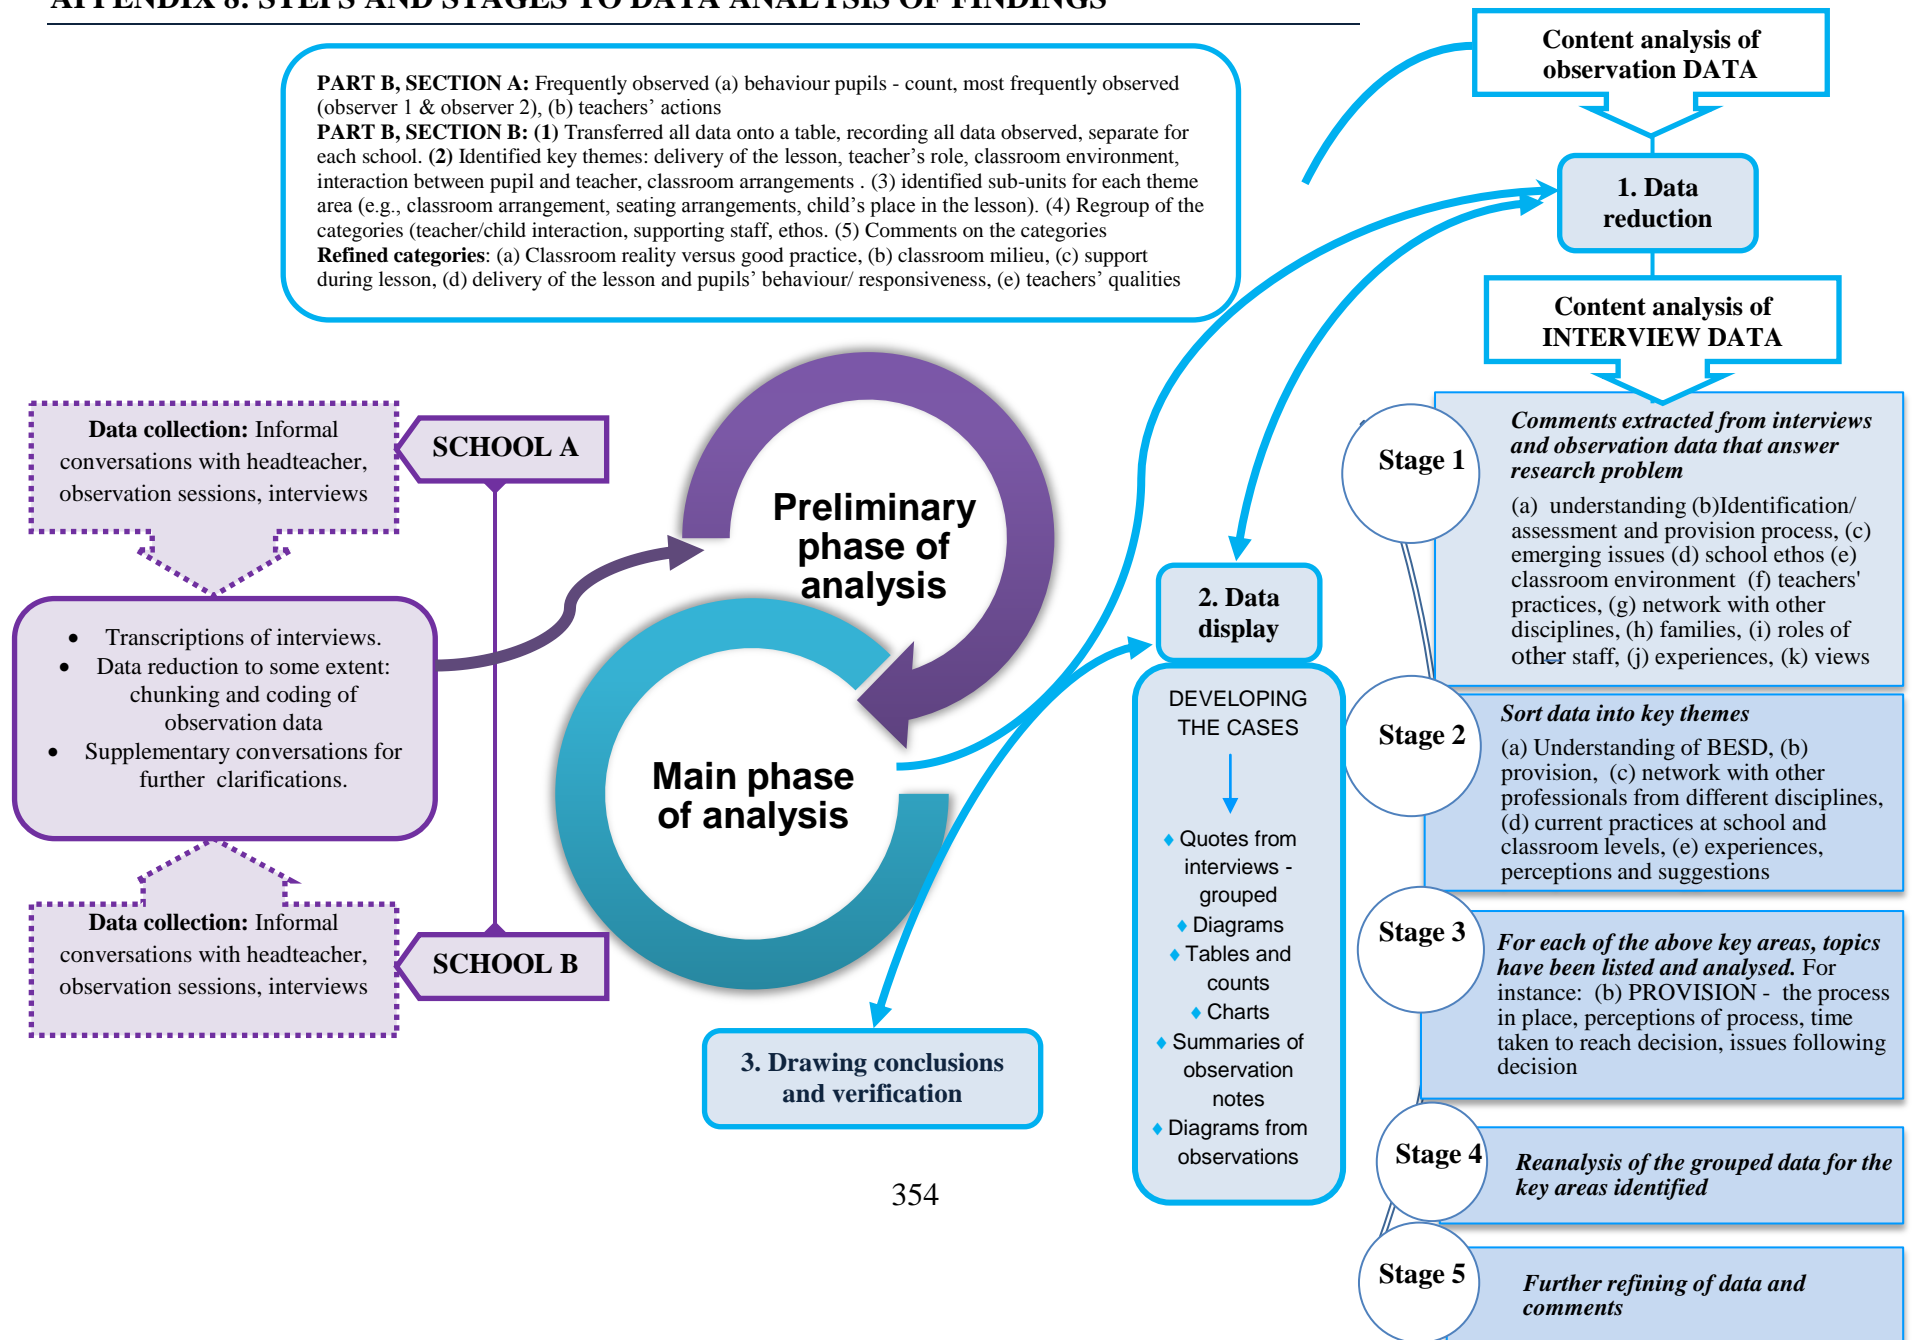 APPENDIX 8: STEPS AND STAGES TO DATA ANALYSIS OF FINDINGS
PART B, SECTION A: Frequently observed (a) behaviour pupils - count, most frequently observed
(observer 1 & observer 2), (b) teachers’ actions
PART B, SECTION B: (1) Transferred all data onto a table, recording all data observed, separate for
each school. (2) Identified key themes: delivery of the lesson, teacher’s role, classroom environment,
interaction between pupil and teacher, classroom arrangements . (3) identified sub-units for each theme
area (e.g., classroom arrangement, seating arrangements, child’s place in the lesson). (4) Regroup of the
categories (teacher/child interaction, supporting staff, ethos. (5) Comments on the categories
Refined categories: (a) Classroom reality versus good practice, (b) classroom milieu, (c) support
during lesson, (d) delivery of the lesson and pupils’ behaviour/ responsiveness, (e) teachers’ qualities
Data collection: Informal
conversations with headteacher,
observation sessions, interviews
SCHOOL A
• Transcriptions of interviews.
• Data reduction to some extent:
chunking and coding of
observation data
• Supplementary conversations for
further clarifications.
Data collection: Informal
conversations with headteacher,
observation sessions, interviews
SCHOOL B
Preliminary
phase of
analysis
Main phase
of analysis
3. Drawing conclusions
and verification
2. Data
display
DEVELOPING
THE CASES
♦ Quotes from
interviews -
grouped
♦ Diagrams
♦ Tables and
counts
♦ Charts
♦ Summaries of
observation
notes
♦ Diagrams from
observations
Content analysis of
observation DATA
1. Data
reduction
Content analysis of
INTERVIEW DATA
Stage 1
Comments extracted from interviews
and observation data that answer
research problem
(a) understanding (b)Identification/
assessment and provision process, (c)
emerging issues (d) school ethos (e)
classroom environment (f) teachers'
practices, (g) network with other
disciplines, (h) families, (i) roles of
other staff, (j) experiences, (k) views
Stage 2
Sort data into key themes
(a) Understanding of BESD, (b)
provision, (c) network with other
professionals from different disciplines,
(d) current practices at school and
classroom levels, (e) experiences,
perceptions and suggestions
Stage 3
For each of the above key areas, topics
have been listed and analysed. For
instance: (b) PROVISION - the process
in place, perceptions of process, time
taken to reach decision, issues following
decision
Stage 4
Reanalysis of the grouped data for the
key areas identified
Stage 5
Further refining of data and
comments
354